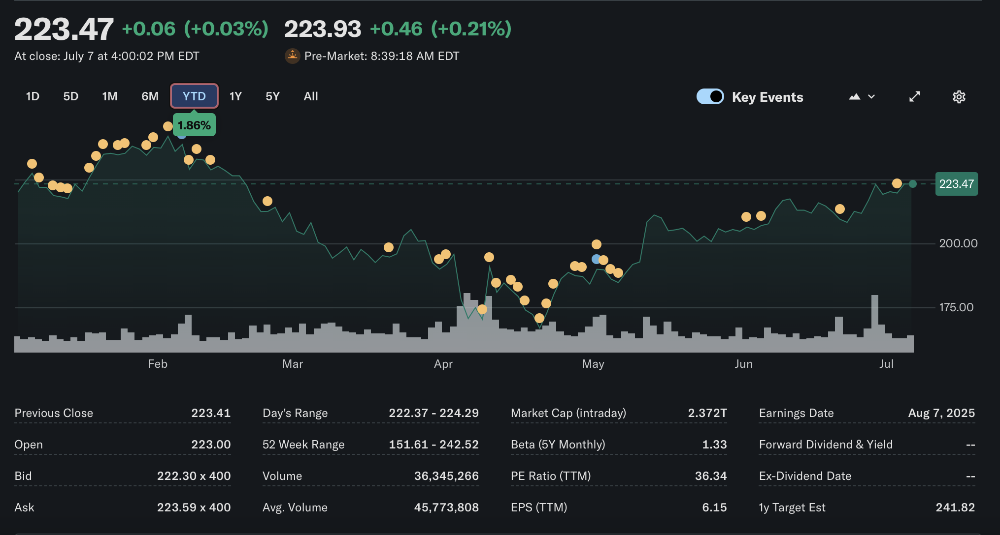 223.47 +0.06 (+0.03%) 223.93 +0.46 (+0.21%)
At close: July 7 at 4:00:02 PM EDT Pre-Market: 8:39:18 AM EDT
1D 5D 1M 6M YTD 1Y 5Y All Key Events
1.86%
223.47
200.00
175.00
Feb Mar Apr May Jun Jul
Previous Close 223.41 Day's Range 222.37 - 224.29 Market Cap (intraday) 2.372T Earnings Date Aug 7, 2025
Open 223.00 52 Week Range 151.61 - 242.52 Beta (5Y Monthly) 1.33 Forward Dividend & Yield --
Bid 222.30 x 400 Volume 36,345,266 PE Ratio (TTM) 36.34 Ex-Dividend Date --
Ask 223.59 x 400 Avg. Volume 45,773,808 EPS (TTM) 6.15 1y Target Est 241.82